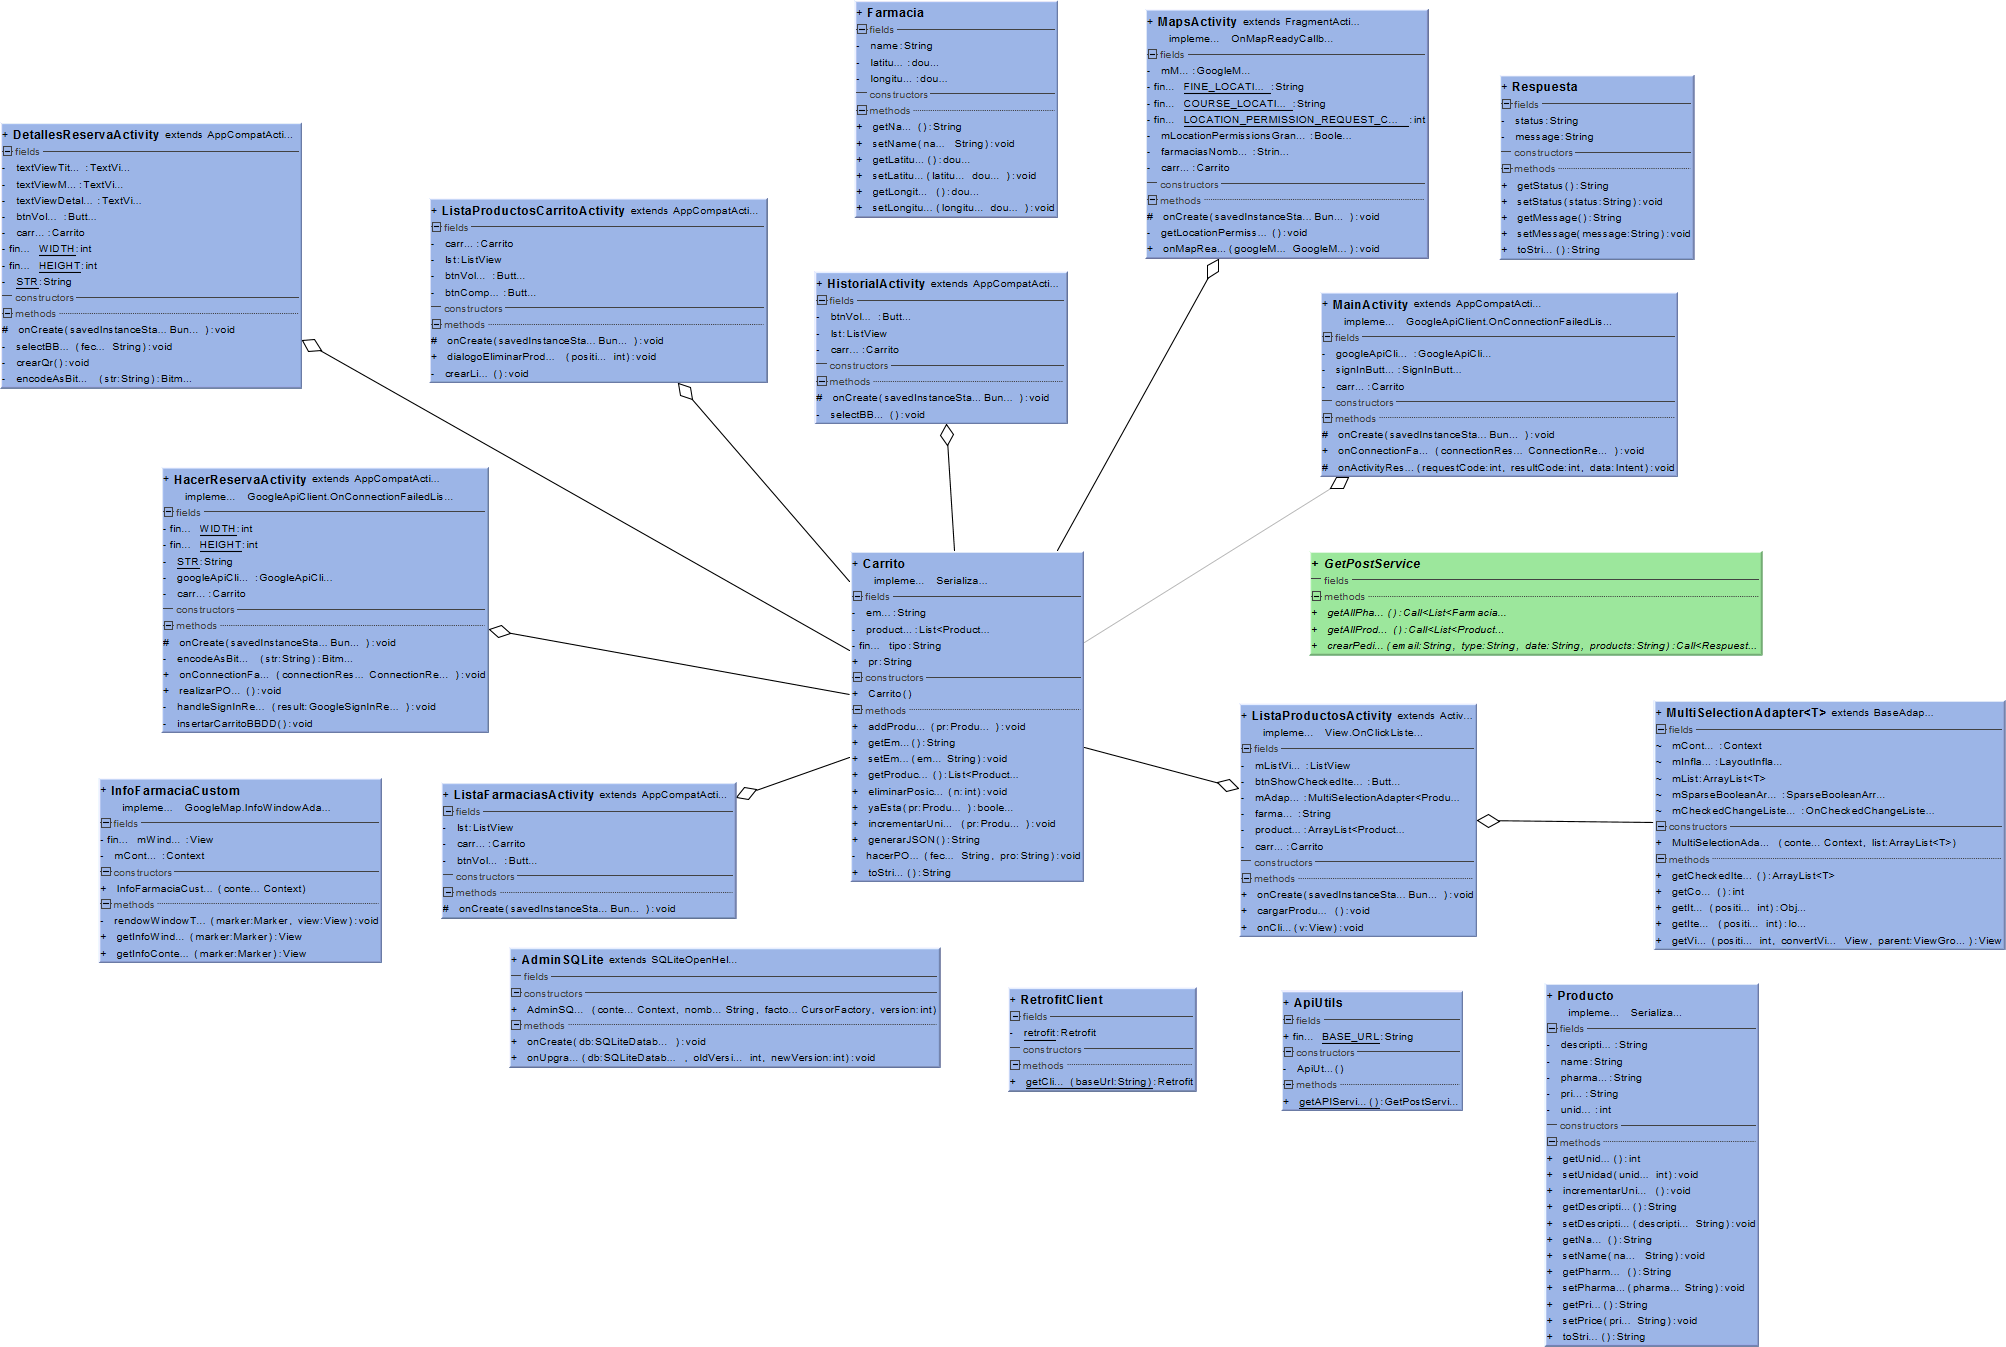 + Farmacia
fields
- name:String
- latitu... :dou...
- longitu... :dou...
constructors
methods
+ getNa... ():String
+ setName(na... String):void
+ getLatitu... ():dou...
+ setLatitu... (latitu... dou... ):void
+ getLongit... ():dou...
+ setLongitu... (longitu... dou... ):void
+ MapsActivity extends FragmentActi...
impleme... OnMapReadyCallb...
fields
- mM... :GoogleM...
- fin... FINE_LOCATI... :String
- fin... COURSE_LOCATI... :String
- fin... LOCATION_PERMISSION_REQUEST_C... :int
- mLocationPermissionsGran... :Boole...
- farmaciasNomb... :Strin...
- carr... :Carrito
constructors
methods
# onCreate(savedInstanceSta... Bun... ):void
- getLocationPermiss... ():void
+ onMapRea... (googleM... GoogleM... ):void
+ Respuesta
fields
- status:String
- message:String
constructors
methods
+ getStatus():String
+ setStatus(status:String):void
+ getMessage():String
+ setMessage(message:String):void
+ toStri... ():String
+ DetallesReservaActivity extends AppCompatActi...
fields
- textViewTit... :TextVi...
- textViewM... :TextVi...
- textViewDetal... :TextVi...
- btnVol... :Butt...
- carr... :Carrito
- fin... WIDTH:int
- fin... HEIGHT:int
- STR:String
constructors
methods
# onCreate(savedInstanceSta... Bun... ):void
- selectBB... (fec... String):void
- crearQr():void
- encodeAsBit... (str:String):Bitm...
+ ListaProductosCarritoActivity extends AppCompatActi...
fields
- carr... :Carrito
- lst:ListView
- btnVol... :Butt...
- btnComp... :Butt...
constructors
methods
# onCreate(savedInstanceSta... Bun... ):void
+ dialogoEliminarProd... (positi... int):void
- crearLi... ():void
+ HistorialActivity extends AppCompatActi...
fields
- btnVol... :Butt...
- lst:ListView
- carr... :Carrito
constructors
methods
# onCreate(savedInstanceSta... Bun... ):void
- selectBB... ():void
+ MainActivity extends AppCompatActi...
impleme... GoogleApiClient.OnConnectionFailedLis...
fields
- googleApiCli... :GoogleApiCli...
- signInButt... :SignInButt...
- carr... :Carrito
constructors
methods
# onCreate(savedInstanceSta... Bun... ):void
+ onConnectionFa... (connectionRes... ConnectionRe... ):void
# onActivityRes... (requestCode:int, resultCode:int, data:Intent):void
+ HacerReservaActivity extends AppCompatActi...
impleme... GoogleApiClient.OnConnectionFailedLis...
fields
- fin... WIDTH:int
- fin... HEIGHT:int
- STR:String
- googleApiCli... :GoogleApiCli...
- carr... :Carrito
constructors
methods
# onCreate(savedInstanceSta... Bun... ):void
- encodeAsBit... (str:String):Bitm...
+ onConnectionFa... (connectionRes... ConnectionRe... ):void
+ realizarPO... ():void
- handleSignInRe... (result:GoogleSignInRe... ):void
- insertarCarritoBBDD():void
+ Carrito
impleme... Serializa...
fields
- em... :String
- product... :List<Product...
- fin... tipo:String
+ pr:String
constructors
+ Carrito()
methods
+ addProdu... (pr:Produ... ):void
+ getEm... ():String
+ setEm... (em... String):void
+ getProduc... ():List<Product...
+ eliminarPosic... (n:int):void
+ yaEsta(pr:Produ... ):boole...
+ incrementarUni... (pr:Produ... ):void
+ generarJSON():String
- hacerPO... (fec... String, pro:String):void
+ toStri... ():String
+ GetPostService
fields
methods
+ getAllPha... ():Call<List<Farmacia...
+ getAllProd... ():Call<List<Product...
+ crearPedi... (email:String, type:String, date:String, products:String):Call<Respuest...
+ ListaProductosActivity extends Activ...
impleme... View.OnClickListe...
fields
- mListVi... :ListView
- btnShowCheckedIte... :Butt...
- mAdap... :MultiSelectionAdapter<Produ...
- farma... :String
- product... :ArrayList<Product...
- carr... :Carrito
constructors
methods
+ onCreate(savedInstanceSta... Bun... ):void
+ cargarProdu... ():void
+ onCli... (v:View):void
+ MultiSelectionAdapter<T> extends BaseAdap...
fields
~ mCont... :Context
~ mInfla... :LayoutInfla...
~ mList:ArrayList<T>
~ mSparseBooleanAr... :SparseBooleanArr...
~ mCheckedChangeListe... :OnCheckedChangeListe...
constructors
+ MultiSelectionAda... (conte... Context, list:ArrayList<T>)
methods
+ getCheckedIte... ():ArrayList<T>
+ getCo... ():int
+ getIt... (positi... int):Obj...
+ getIte... (positi... int):lo...
+ getVi... (positi... int, convertVi... View, parent:ViewGro... ):View
+ InfoFarmaciaCustom
impleme... GoogleMap.InfoWindowAda...
fields
- fin... mWind... :View
- mCont... :Context
constructors
+ InfoFarmaciaCust... (conte... Context)
methods
- rendowWindowT... (marker:Marker, view:View):void
+ getInfoWind... (marker:Marker):View
+ getInfoConte... (marker:Marker):View
+ ListaFarmaciasActivity extends AppCompatActi...
fields
- lst:ListView
- carr... :Carrito
- btnVol... :Butt...
constructors
methods
# onCreate(savedInstanceSta... Bun... ):void
+ AdminSQLite extends SQLiteOpenHel...
fields
constructors
+ AdminSQ... (conte... Context, nomb... String, facto... CursorFactory, version:int)
methods
+ onCreate(db:SQLiteDatab... ):void
+ onUpgra... (db:SQLiteDatab... , oldVersi... int, newVersion:int):void
+ RetrofitClient
fields
- retrofit:Retrofit
constructors
methods
+ getCli... (baseUrl:String):Retrofit
+ ApiUtils
fields
+ fin... BASE_URL:String
constructors
- ApiUt...()
methods
+ getAPIServi... ():GetPostServi...
+ Producto
impleme... Serializa...
fields
- descripti... :String
- name:String
- pharma... :String
- pri... :String
- unid... :int
constructors
methods
+ getUnid... ():int
+ setUnidad(unid... int):void
+ incrementarUni... ():void
+ getDescripti... ():String
+ setDescripti... (descripti... String):void
+ getNa... ():String
+ setName(na... String):void
+ getPharm... ():String
+ setPharma... (pharma... String):void
+ getPri... ():String
+ setPrice(pri... String):void
+ toStri... ():String